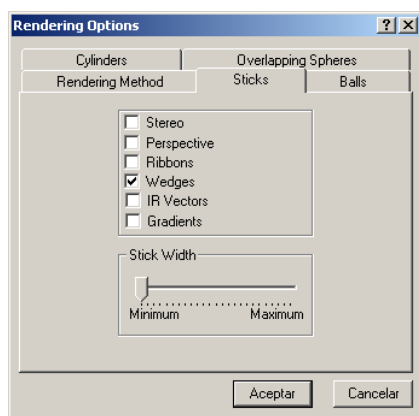 Rendering Options
Cylinders Overlapping Spheres
Rendering Method Sticks Balls
Stereo
Perspective
Ribbons
Wedges
IR Vectors
Gradients
Stick Width
Minimum Maximum
Aceptar Cancelar